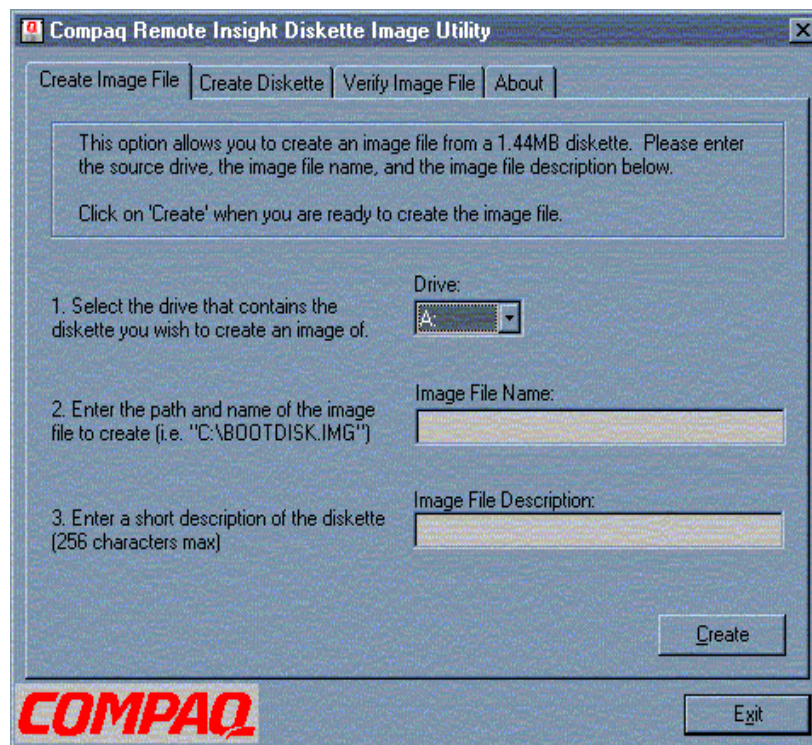 Compaq Remote Insight Diskette Image Utility
Create Image File
Create Diskette
Verify Image File
About
This option allows you to create an image file from a 1.44MB diskette. Please enter
the source drive, the image file name, and the image file description below.
Click on 'Create' when you are ready to create the image file.
1. Select the drive that contains the
diskette you wish to create an image of.
Drive:
A:
2. Enter the path and name of the image
file to create (i.e. "C:\BOOTDISK.IMG")
Image File Name:
3. Enter a short description of the diskette
(256 characters max)
Image File Description:
Create
COMPAQ
Exit